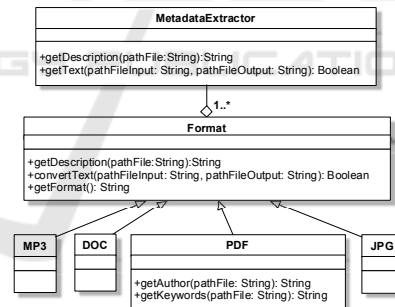 MetadataExtractor
+getDescription(pathFile:String):String
+getText(pathFileInput: String, pathFileOutput: String): Boolean
1..*
Format
+getDescription(pathFile:String):String
+convertText(pathFileInput: String, pathFileOutput: String): Boolean
+getFormat(): String
MP3
DOC
PDF
JPG
+getAuthor(pathFile: String): String
+getKeywords(pathFile: String): String